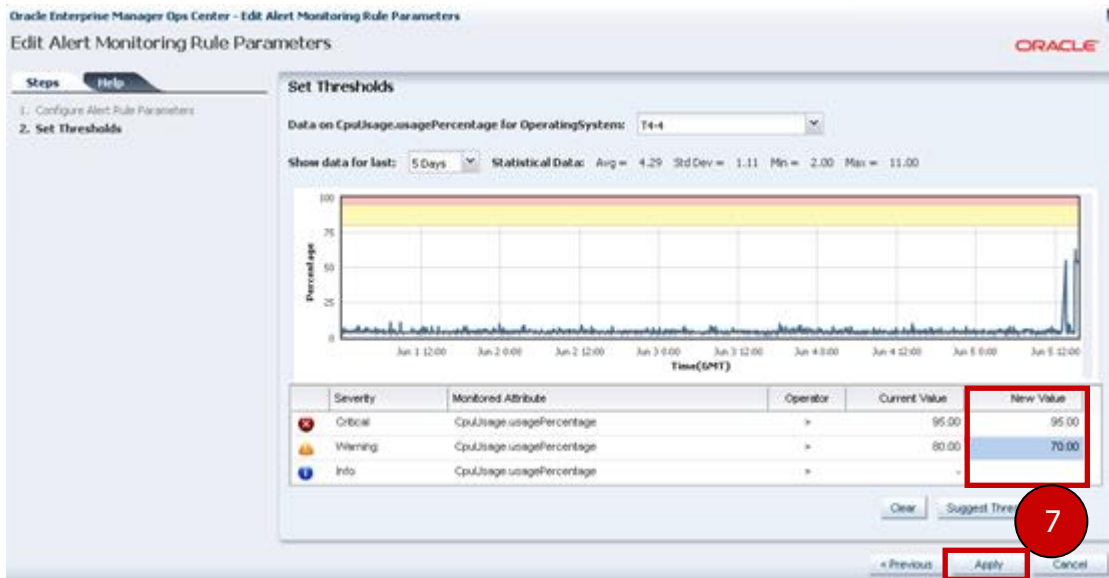 Oracle Enterprise Manager Ops Center - Edit Alert Monitoring Rule Parameters
Edit Alert Monitoring Rule Parameters
ORACLE
Steps Help
1. Configure Alert Rule Parameters
2. Set Thresholds
Set Thresholds
Data on CpuUsage.usagePercentage for OperatingSystem: T4-4
Show data for last: 5 Days Statistical Data: Avg = 4.29 Std Dev = 1.11 Min = 2.00 Max = 11.00
100
75
50
25
0
Percentage
Jun 1 12:00 Jun 2 0:00 Jun 2 12:00 Jun 3 0:00 Jun 3 12:00 Jun 4 0:00 Jun 4 12:00 Jun 5 0:00 Jun 5 12:00
Time(GMT)
Severity Monitored Attribute Operator Current Value New Value
Critical CpuUsage.usagePercentage > 95.00 95.00
Warning CpuUsage.usagePercentage > 80.00 70.00
Info CpuUsage.usagePercentage > -
Clear Suggest
7
< Previous Apply Cancel